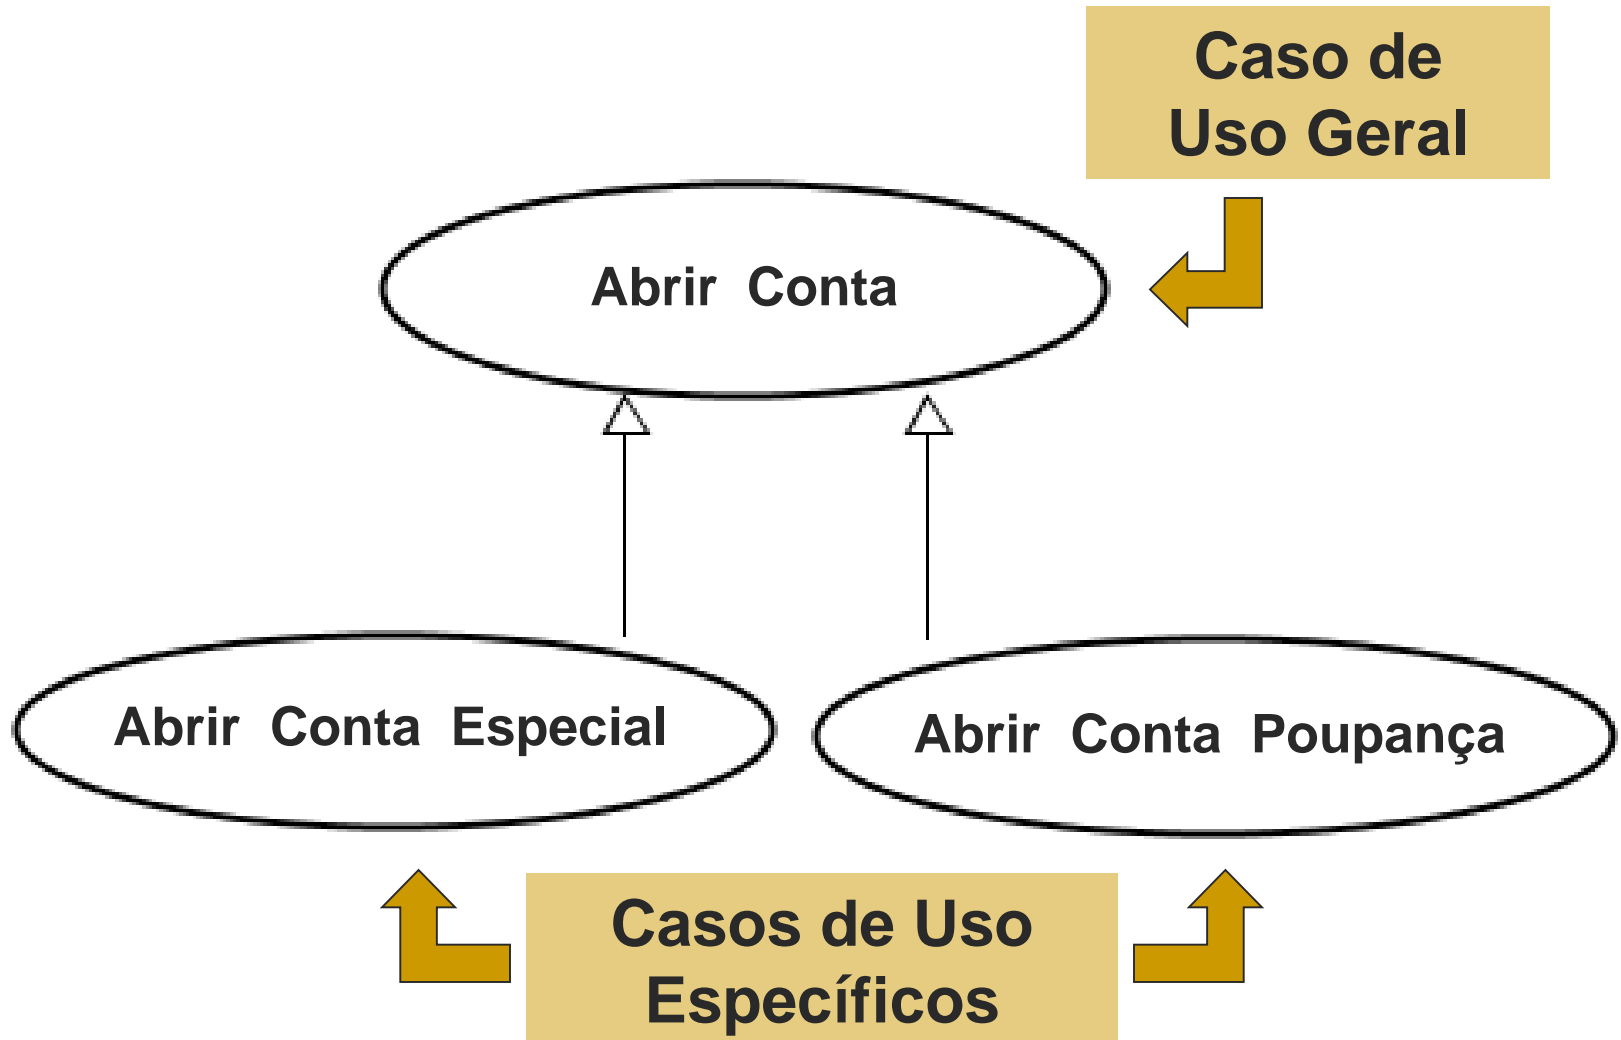 Caso de
Uso Geral
Abrir Conta
Abrir Conta Especial
Abrir Conta Poupança
Casos de Uso
Específicos